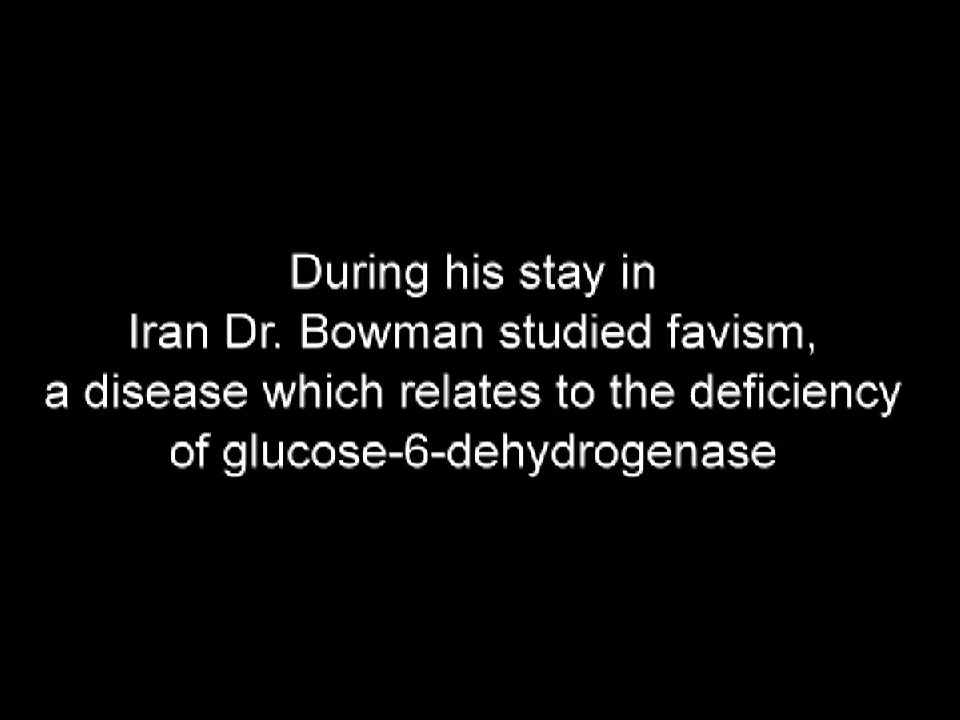 During his stay in
Iran Dr. Bowman studied favism,
a disease which relates to the deficiency
of glucose-6-dehydrogenase